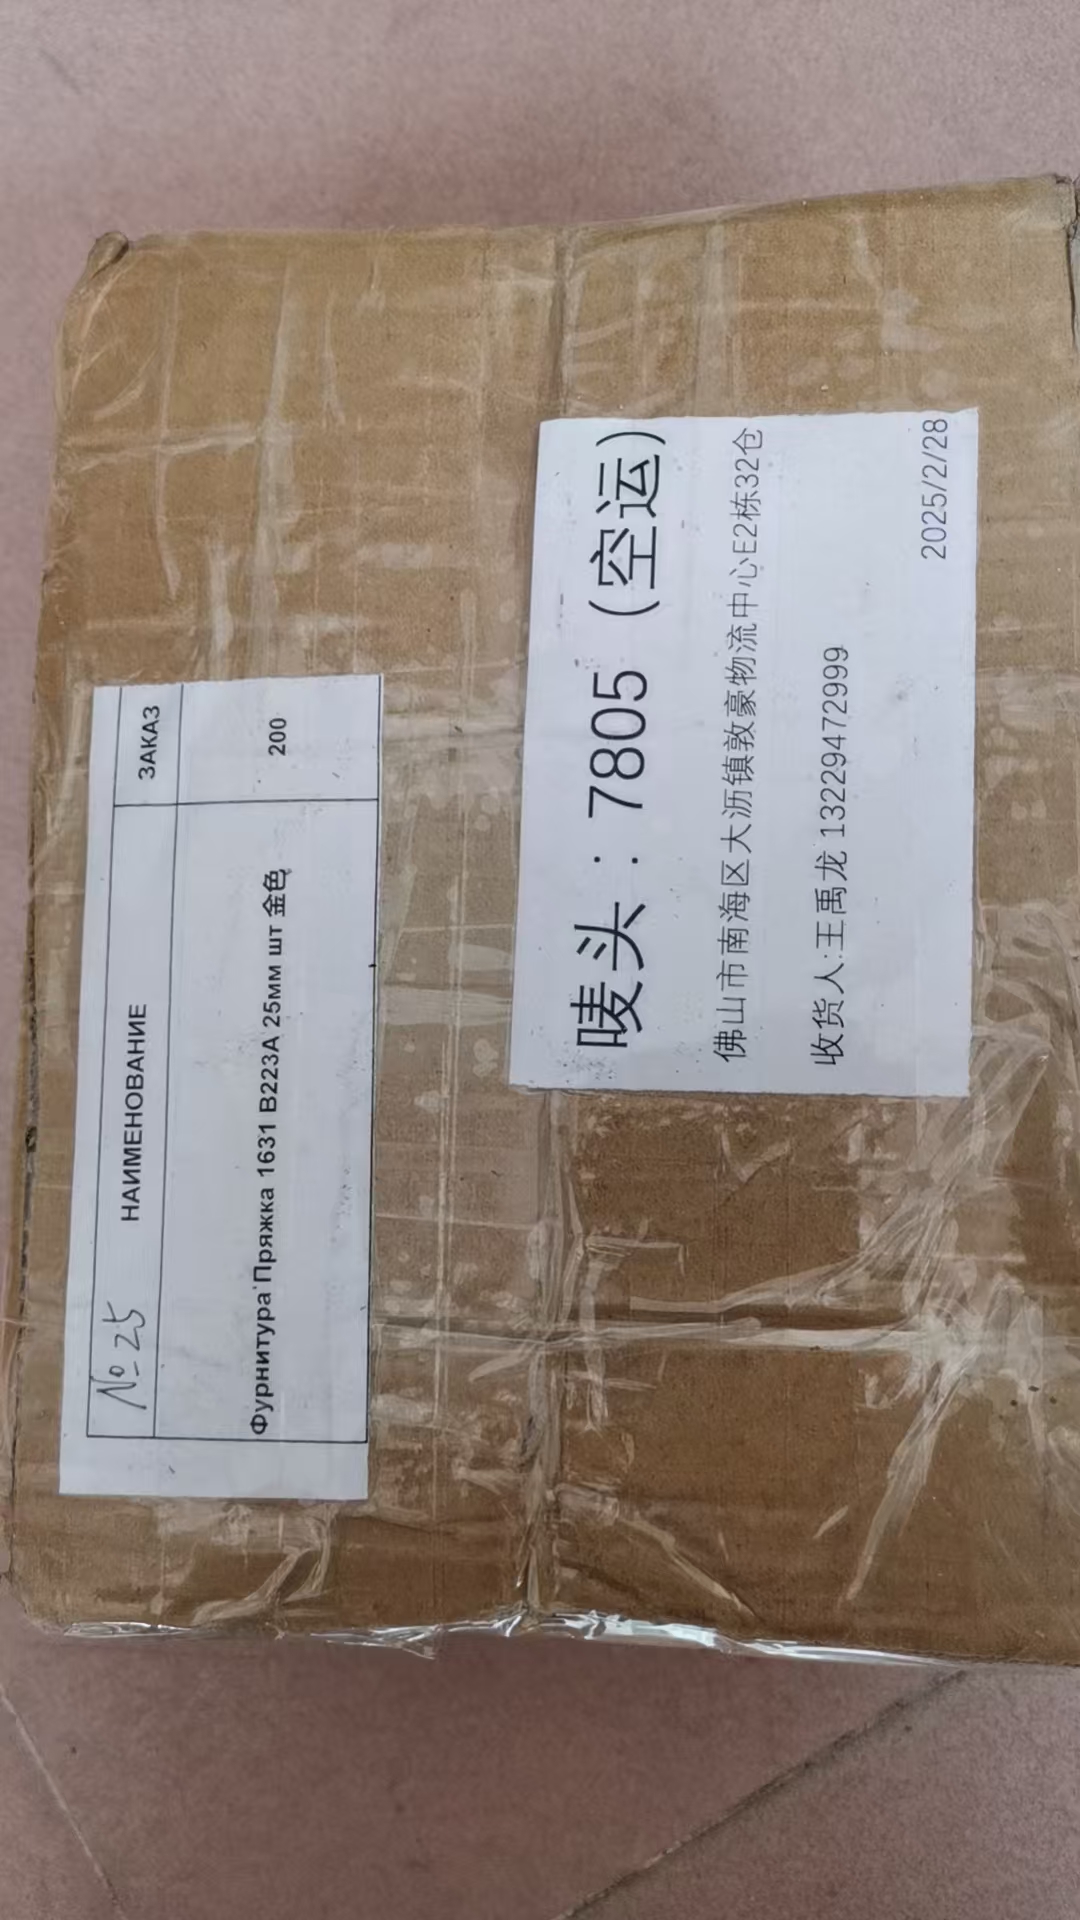 № 25 НАИМЕНОВАНИЕ ЗАКАЗ
Фурнитура Пряжка 1631 В223А 25мм шт 金色 200
唛头：7805（空运）
佛山市南海区大沥镇敦豪物流中心E2栋32仓
收货人:王禹龙 13229472999
2025/2/28